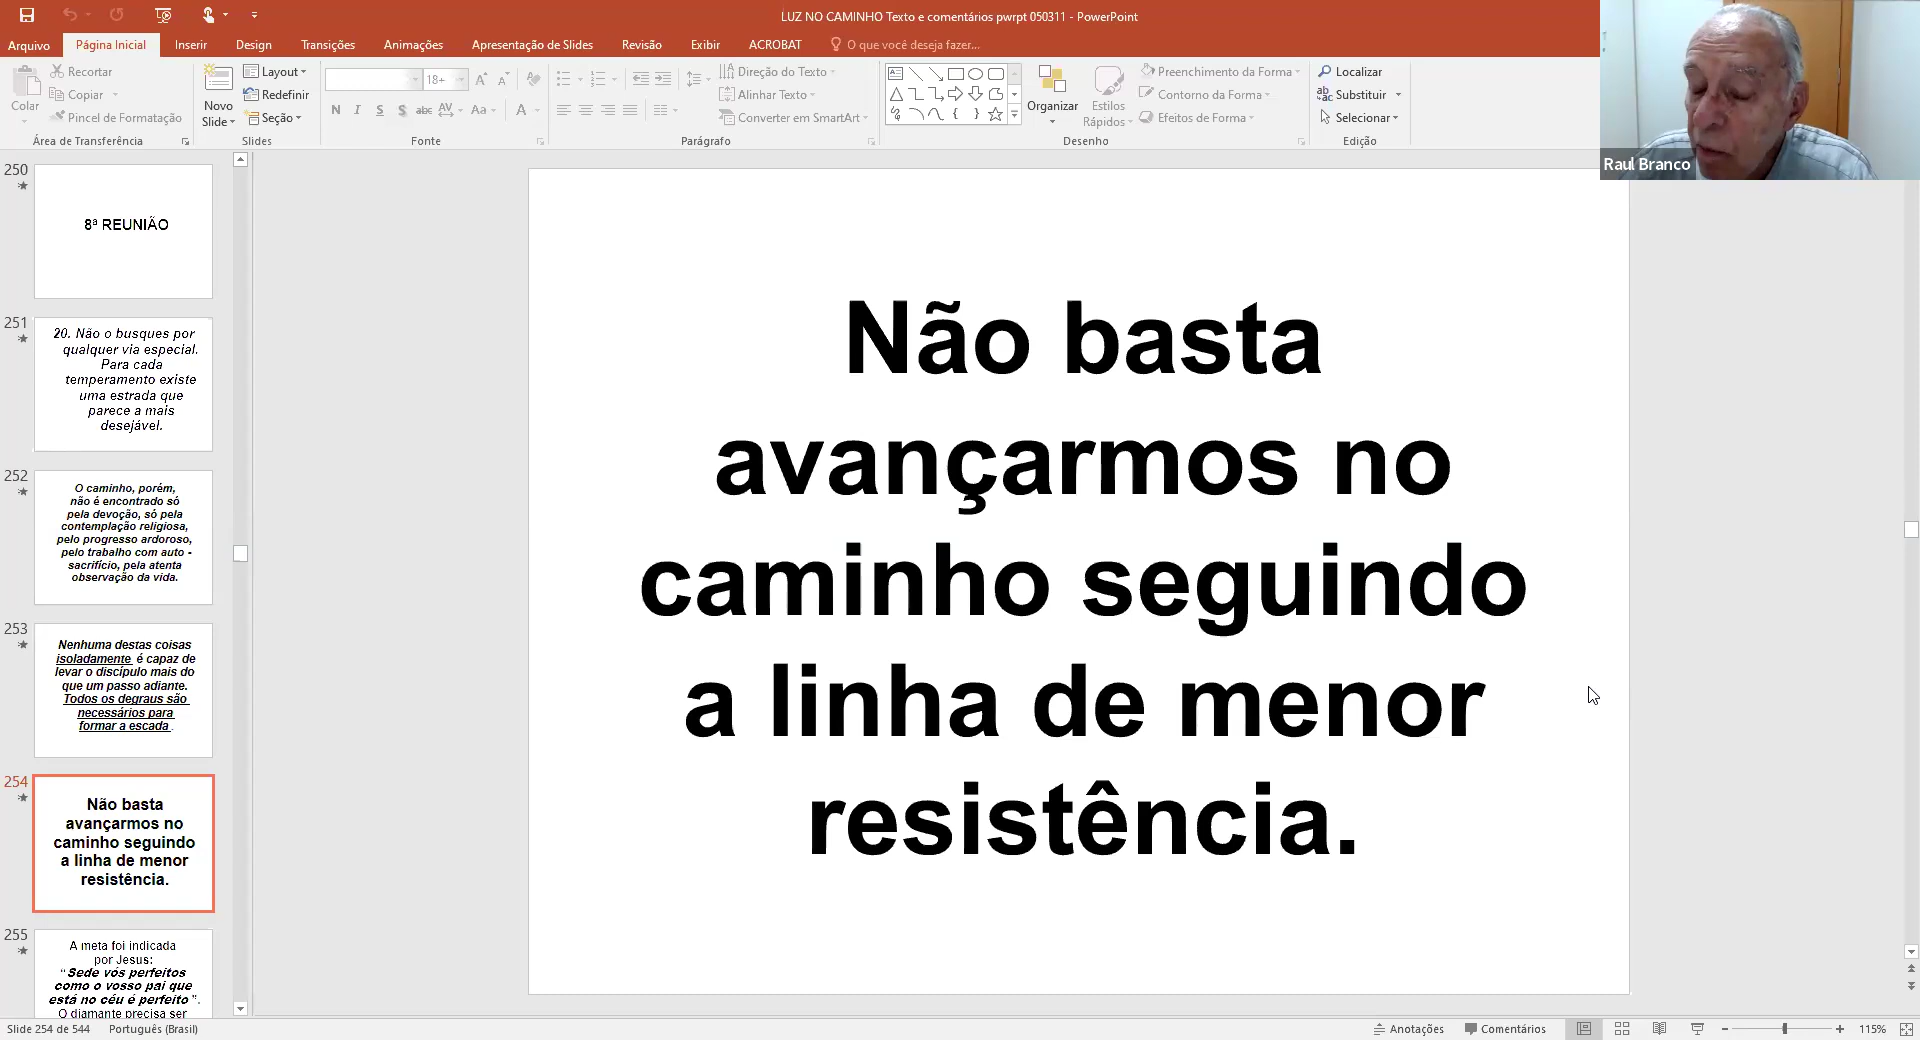 LUZ NO CAMINHO Texto e comentários pwrpt 050311 - PowerPoint
Arquivo
Página Inicial
Inserir
Design
Transições
Animações
Apresentação de Slides
Revisão
Exibir
ACROBAT
O que você deseja fazer...
Colar
Recortar
Copiar
Pincel de Formatação
Área de Transferência
Novo
Slide
Layout
Redefinir
Seção
Slides
18+
N I S S abc AV Aa A
Fonte
Direção do Texto
Alinhar Texto
Converter em SmartArt
Parágrafo
Organizar
Estilos
Rápidos
Preenchimento da Forma
Contorno da Forma
Efeitos de Forma
Desenho
Localizar
Substituir
Selecionar
Edição
Raul Branco
250
8ª REUNIÃO
251
20. Não o busques por
qualquer via especial.
Para cada
temperamento existe
uma estrada que
parece a mais
desejável.
252
O caminho, porém,
não é encontrado só
pela devoção, só pela
contemplação religiosa,
pelo progresso ardoroso,
pelo trabalho com auto -
sacrifício, pela atenta
observação da vida.
253
Nenhuma destas coisas
isoladamente é capaz de
levar o discípulo mais do
que um passo adiante.
Todos os degraus são
necessários para
formar a escada .
254
Não basta
avançarmos no
caminho seguindo
a linha de menor
resistência.
255
A meta foi indicada
por Jesus:
“Sede vós perfeitos
como o vosso pai que
está no céu é perfeito ”.
O diamante precisa ser
Não basta
avançarmos no
caminho seguindo
a linha de menor
resistência.
Slide 254 de 544
Português (Brasil)
Anotações
Comentários
115%